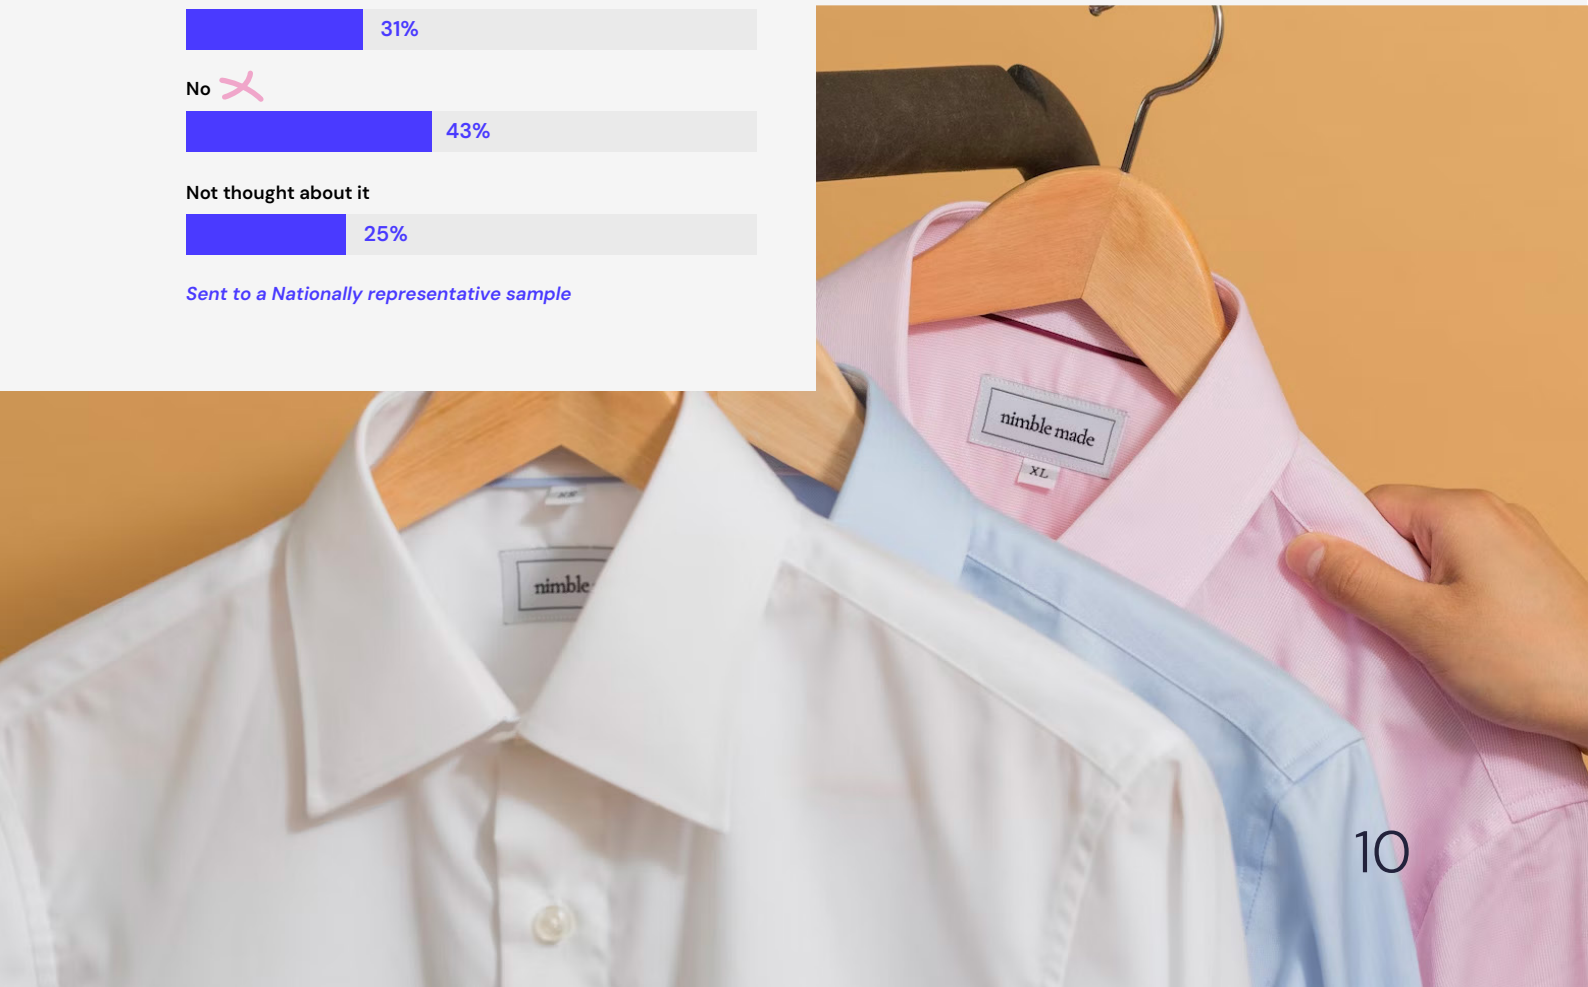 31%
No
43%
Not thought about it
25%
Sent to a Nationally representative sample
nimble made
XL
nimble
10